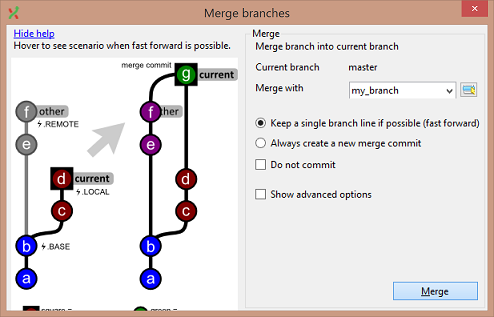 Merge branches
Hide help
Hover to see scenario when fast forward is possible.
merge commit
g current
f other
.REMOTE
f ther
e
e
d current
d
.LOCAL
c
c
b .BASE
b
a
a
Merge
Merge branch into current branch
Current branch master
Merge with my_branch
Keep a single branch line if possible (fast forward)
Always create a new merge commit
Do not commit
Show advanced options
Merge